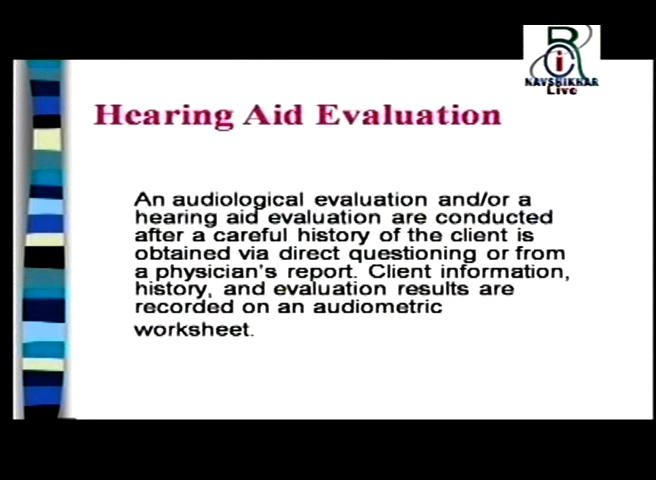 RCi
NAVSHIKHAR
Live
Hearing Aid Evaluation
An audiological evaluation and/or a
hearing aid evaluation are conducted
after a careful history of the client is
obtained via direct questioning or from
a physician's report. Client information,
history, and evaluation results are
recorded on an audiometric
worksheet.